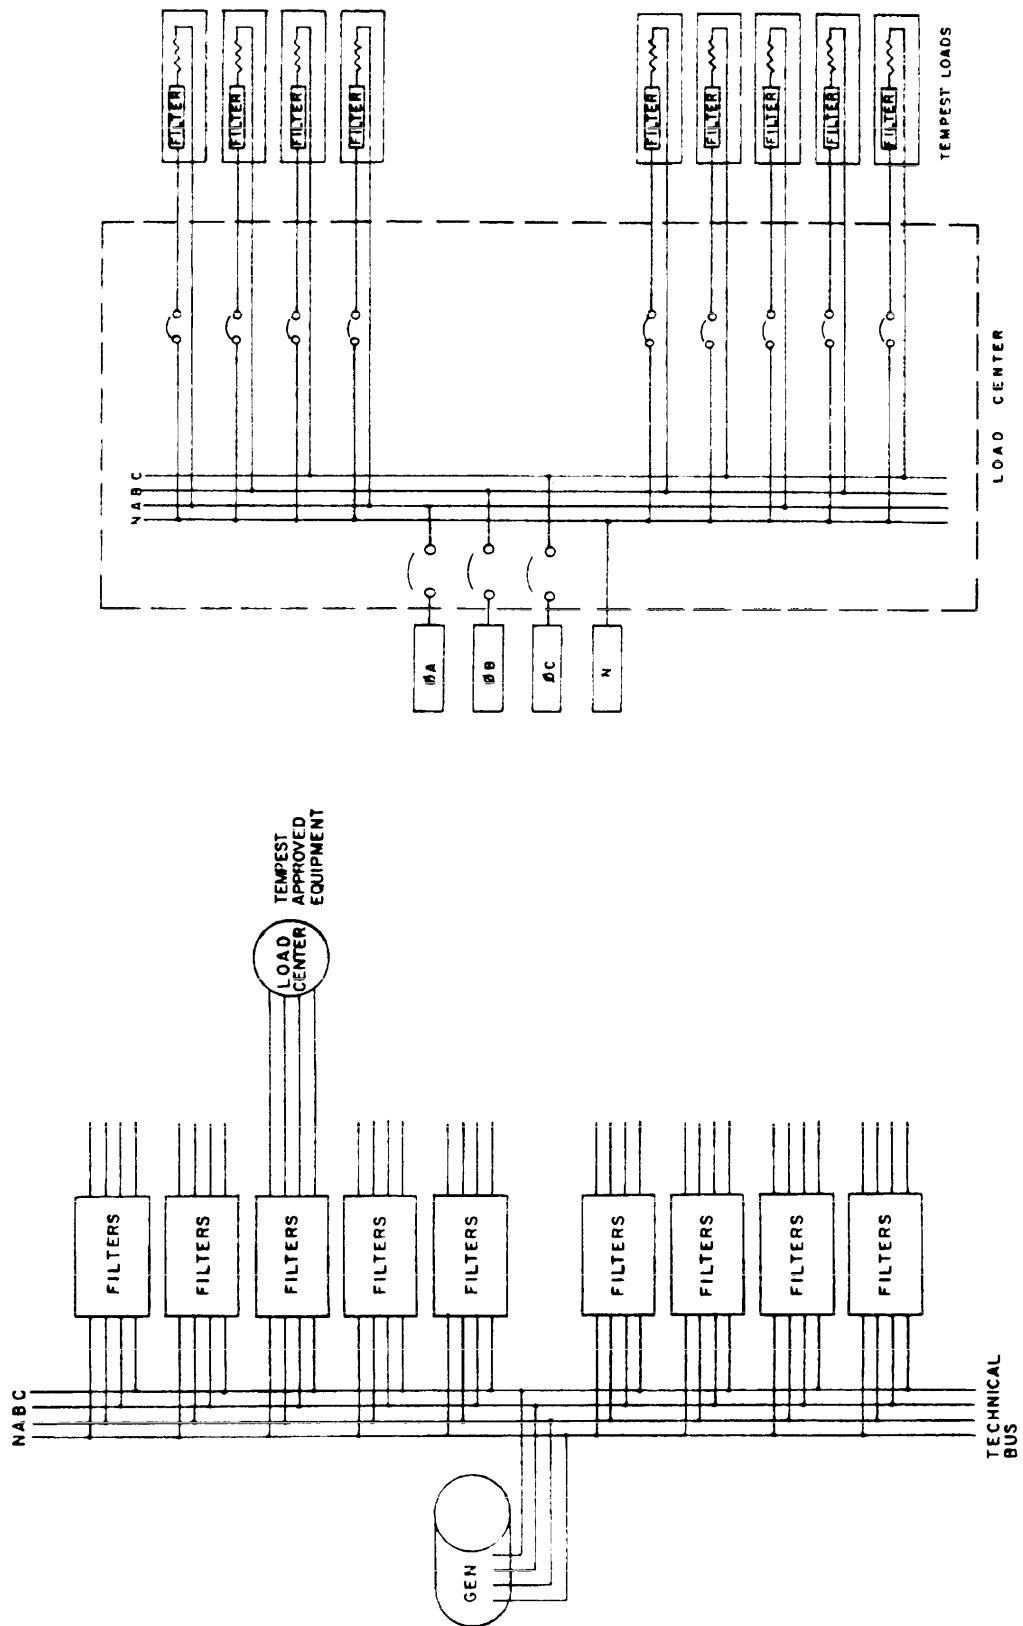 FILTER
FILTER
FILTER
FILTER
FILTER
FILTER
FILTER
FILTER
FILTER
TEMPEST LOADS
N A B C
ØA
ØB
ØC
N
LOAD CENTER
LOAD
CENTER
TEMPEST
APPROVED
EQUIPMENT
FILTERS
FILTERS
FILTERS
FILTERS
FILTERS
FILTERS
FILTERS
FILTERS
FILTERS
N A B C
GEN
TECHNICAL
BUS